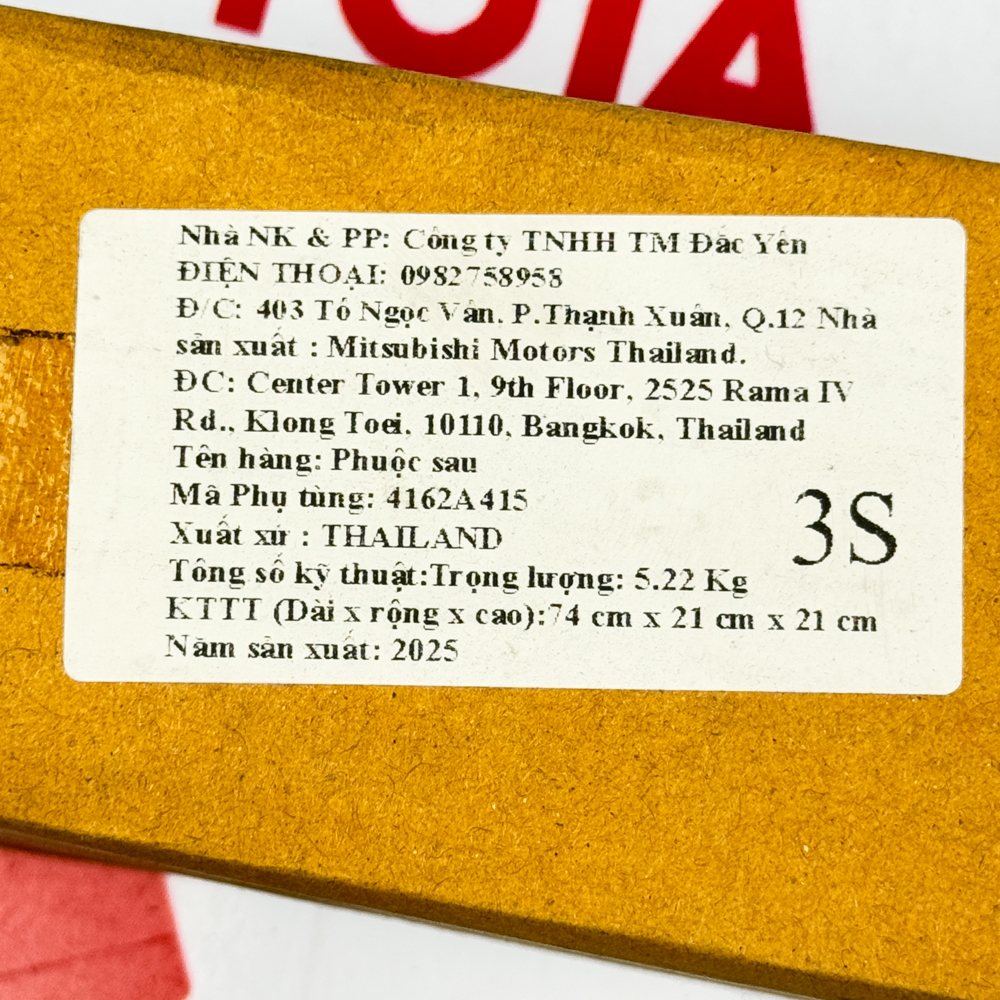 TOTA
Nhà NK & PP: Công ty TNHH TM Đắc Yến
ĐIỆN THOẠI: 0982758958
Đ/C: 403 Tô Ngọc Vân. P.Thạnh Xuân, Q.12 Nhà
sản xuất : Mitsubishi Motors Thailand.
ĐC: Center Tower 1, 9th Floor, 2525 Rama IV
Rd., Klong Toei, 10110, Bangkok, Thailand
Tên hàng: Phuộc sau
Mã Phụ tùng: 4162A415
Xuất xứ : THAILAND
3S
Tổng số kỹ thuật:Trọng lượng: 5.22 Kg
KTTT (Dài x rộng x cao):74 cm x 21 cm x 21 cm
Năm sản xuất: 2025